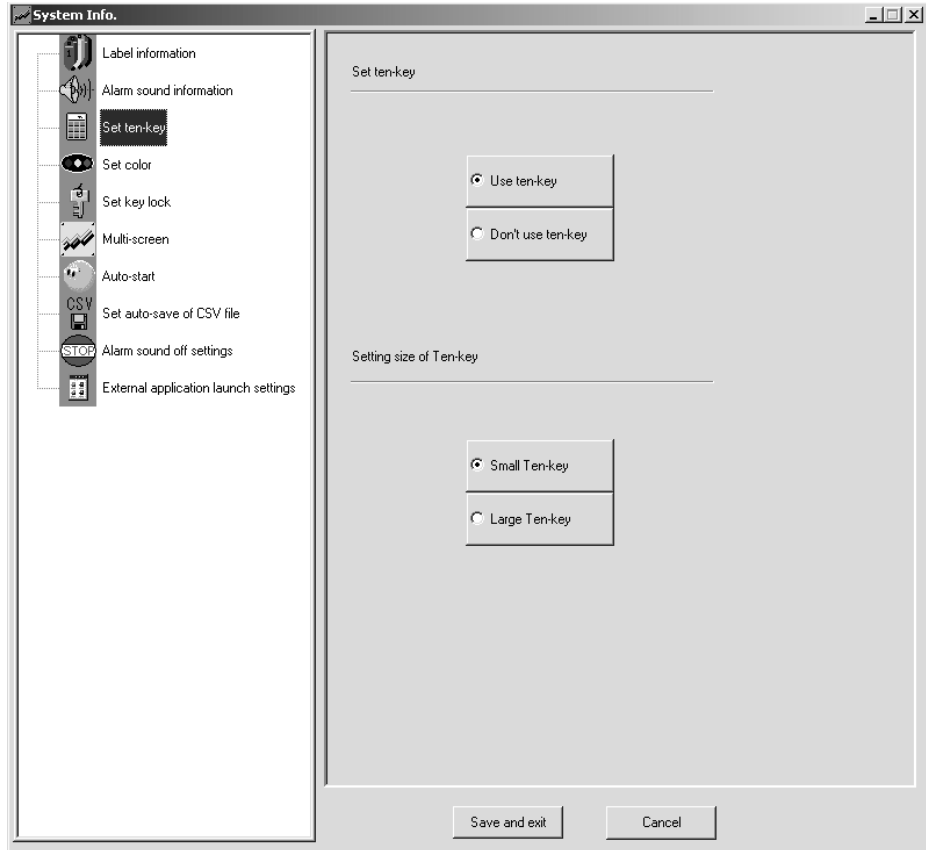 System Info.
Label information
Alarm sound information
Set ten-key
Set color
Set key lock
Multi-screen
Auto-start
CSV
Set auto-save of CSV file
STOP
Alarm sound off settings
External application launch settings
Set ten-key
Use ten-key
Don't use ten-key
Setting size of Ten-key
Small Ten-key
Large Ten-key
Save and exit
Cancel